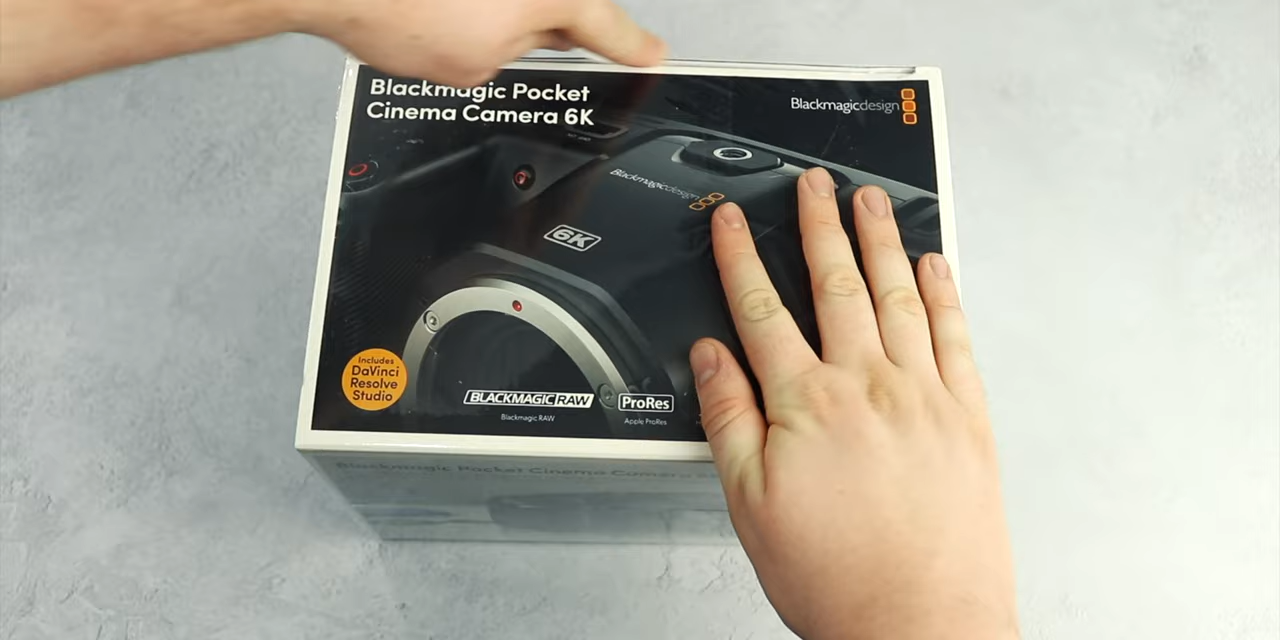 Blackmagic Pocket
Cinema Camera 6K
Blackmagicdesign
Blackmagicdesign
6K
Includes
DaVinci
Resolve
Studio
BLACKMAGIC RAW
Blackmagic RAW
ProRes
Apple ProRes
Blackmagic Pocket Cinema Camera